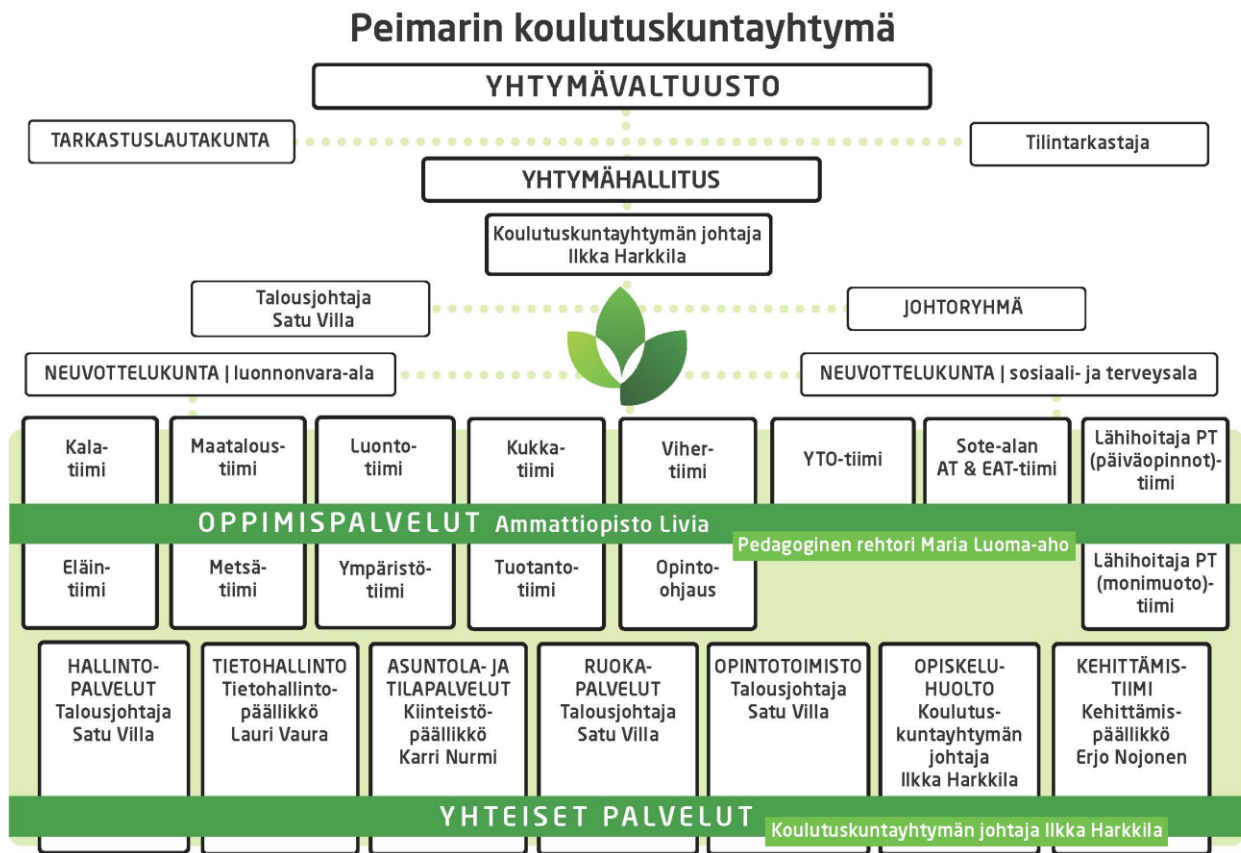 Peimarin koulutuskuntayhtymä
YHTYMÄVALTUUSTO
TARKASTUSLAUTAKUNTA
Tilintarkastaja
YHTYMÄHALLITUS
Koulutuskuntayhtymän johtaja
Ilkka Harkkila
Talousjohtaja
Satu Villa
JOHTORYHMÄ
NEUVOTTELUKUNTA | luonnonvara-ala
NEUVOTTELUKUNTA | sosiaali- ja terveysala
Kala-
tiimi
Maatalous-
tiimi
Luonto-
tiimi
Kukka-
tiimi
Viher-
tiimi
YTO-tiimi
Sote-alan
AT & EAT-tiimi
Lähihoitaja PT
(päiväopinnot)-
tiimi
OPPIMISPALVELUT Ammattiopisto Livia
Pedagoginen rehtori Maria Luoma-aho
Eläin-
tiimi
Metsä-
tiimi
Ympäristö-
tiimi
Tuotanto-
tiimi
Opinto-
ohjaus
Lähihoitaja PT
(monimuoto)-
tiimi
HALLINTO-
PALVELUT
Talousjohtaja
Satu Villa
TIETOHALLINTO
Tietohallinto-
päällikkö
Lauri Vaura
ASUNTOLA- JA
TILAPALVELUT
Kiinteistö-
päällikkö
Karri Nurmi
RUOKA-
PALVELUT
Talousjohtaja
Satu Villa
OPINTOTOIMISTO
Talousjohtaja
Satu Villa
OPISKELU-
HUOLTO
Koulutus-
kuntayhtymän
johtaja
Ilkka Harkkila
KEHITTÄMIS-
TIIMI
Kehittämis-
päällikkö
Erjo Nojonen
YHTEISET PALVELUT
Koulutuskuntayhtymän johtaja Ilkka Harkkila